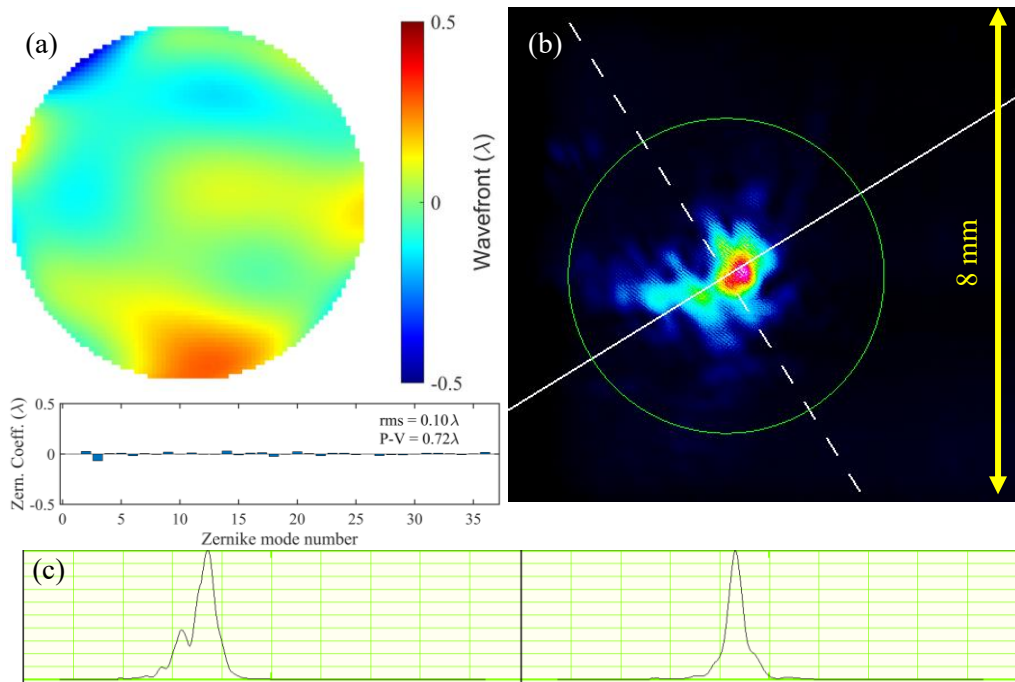 (a)
0.5
0
-0.5
Wavefront (λ)
0.5
0
-0.5
Zern. Coeff. (λ)
rms = 0.10λ
P-V = 0.72λ
0 5 10 15 20 25 30 35
Zernike mode number
(b)
8 mm
(c)